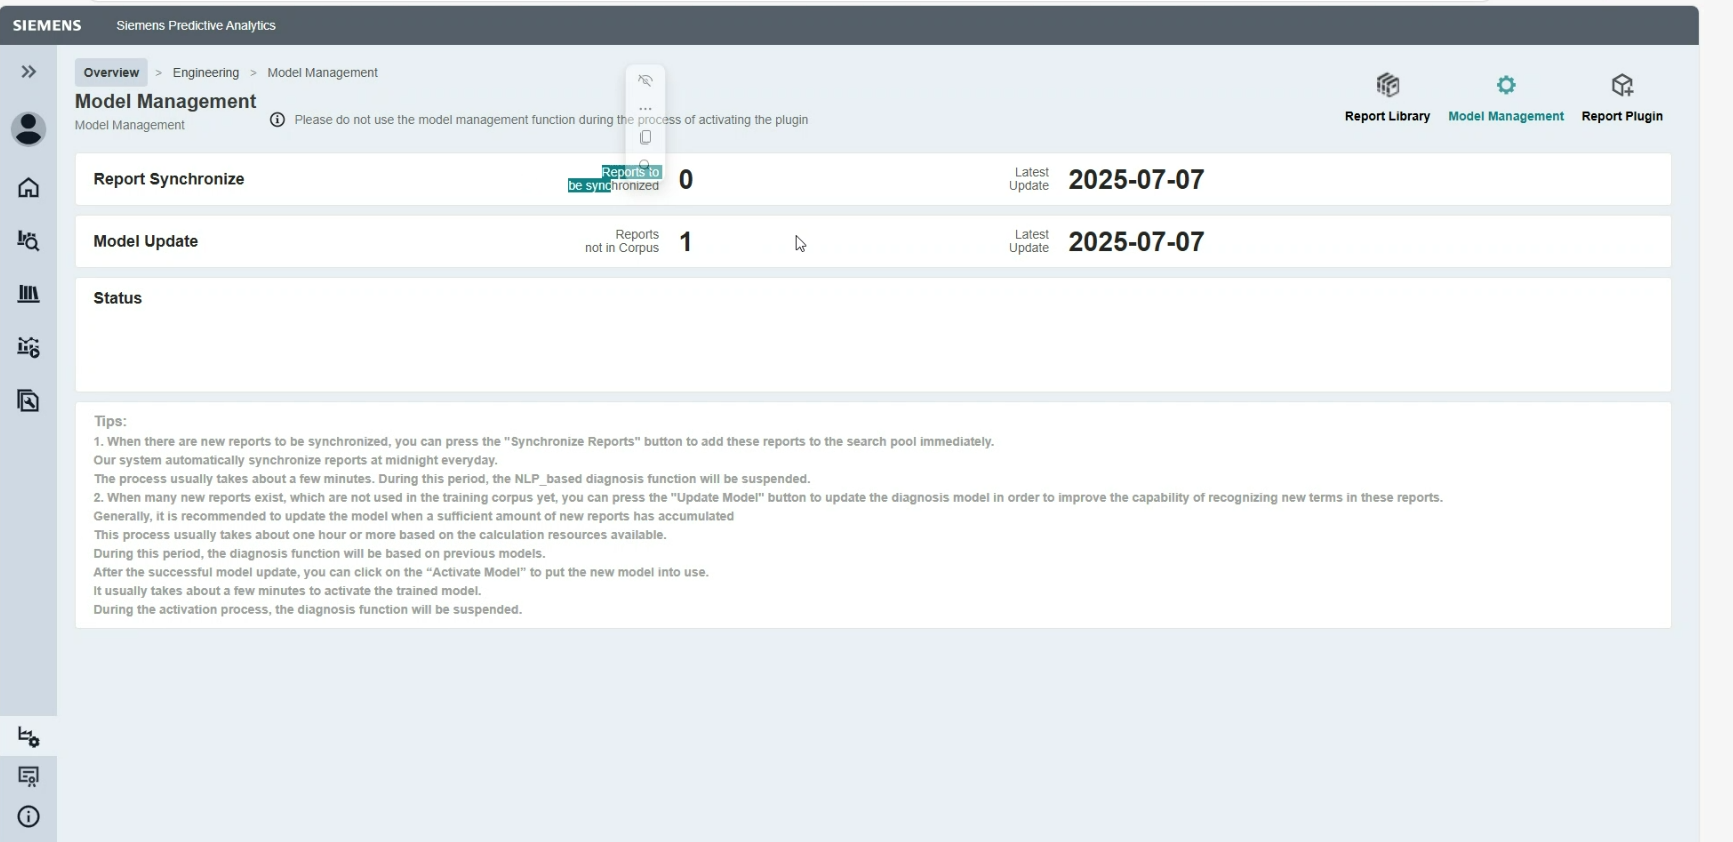 SIEMENS Siemens Predictive Analytics
Overview > Engineering > Model Management
Model Management
Model Management
Please do not use the model management function during the process of activating the plugin
Report Library
Model Management
Report Plugin
Report Synchronize
Reports to
be synchronized
0
Latest
Update
2025-07-07
Model Update
Reports
not in Corpus
1
Latest
Update
2025-07-07
Status
Tips:
1. When there are new reports to be synchronized, you can press the "Synchronize Reports" button to add these reports to the search pool immediately.
Our system automatically synchronize reports at midnight everyday.
The process usually takes about a few minutes. During this period, the NLP_based diagnosis function will be suspended.
2. When many new reports exist, which are not used in the training corpus yet, you can press the "Update Model" button to update the diagnosis model in order to improve the capability of recognizing new terms in these reports.
Generally, it is recommended to update the model when a sufficient amount of new reports has accumulated
This process usually takes about one hour or more based on the calculation resources available.
During this period, the diagnosis function will be based on previous models.
After the successful model update, you can click on the “Activate Model” to put the new model into use.
It usually takes about a few minutes to activate the trained model.
During the activation process, the diagnosis function will be suspended.